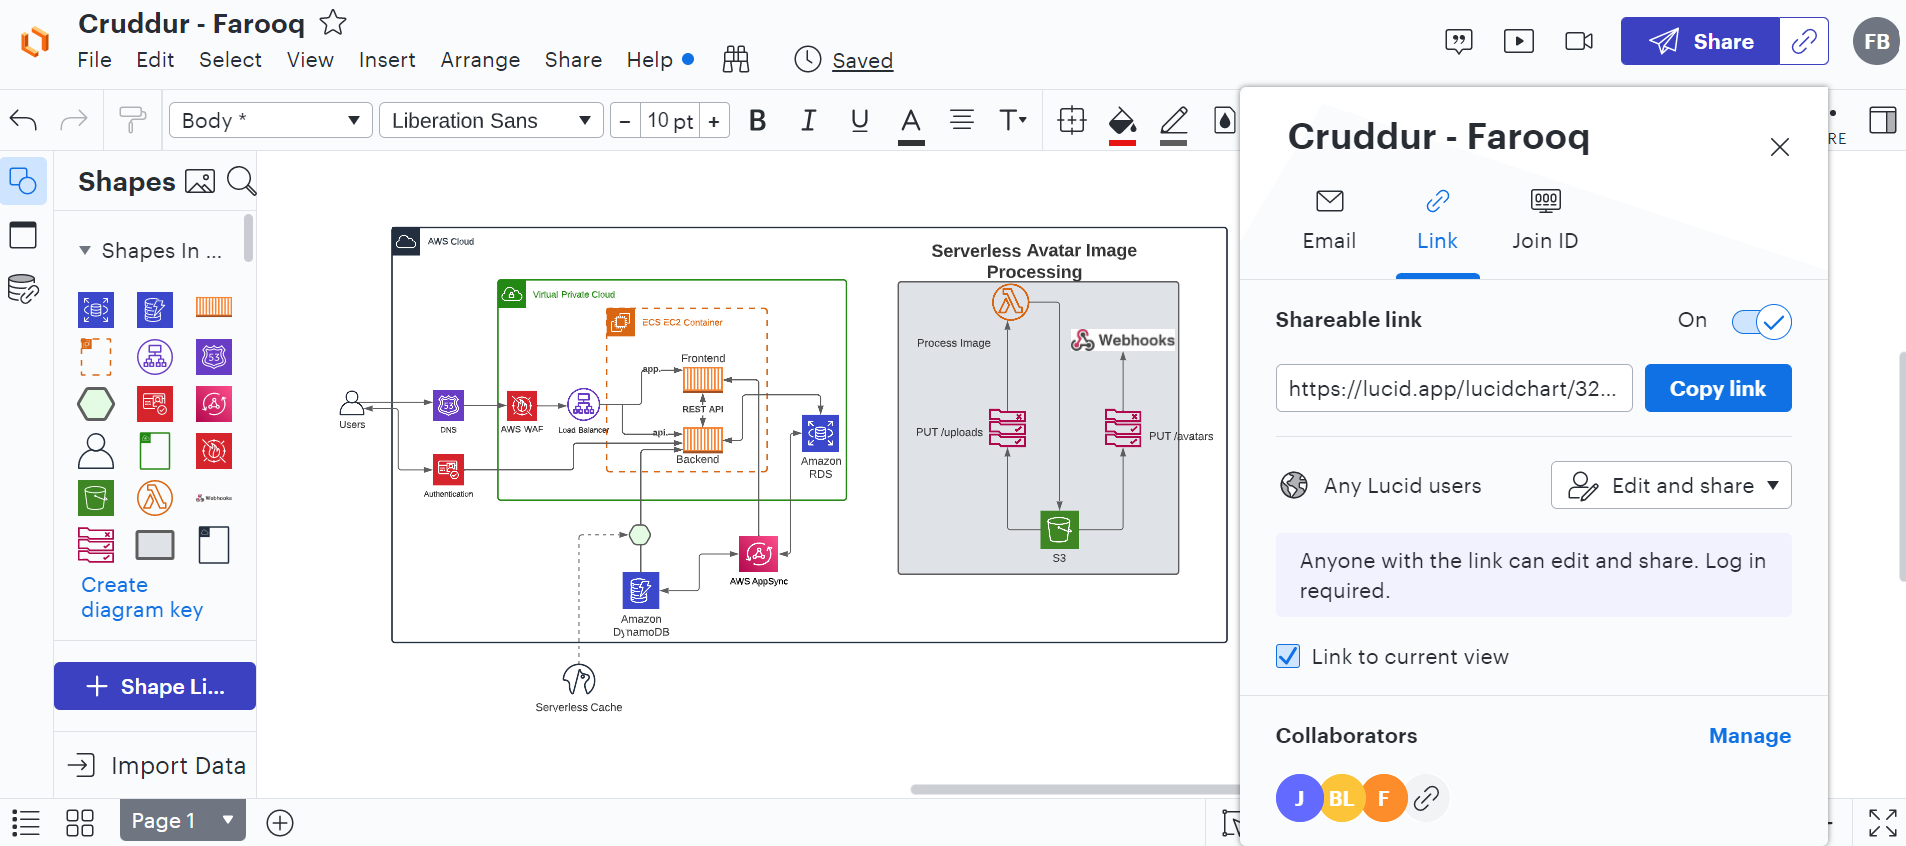 Cruddur - Farooq
File Edit Select View Insert Arrange Share Help
Saved
Share
FB
Body *
Liberation Sans
− 10 pt +
B I U A T
RE
Shapes
Shapes In ...
53
Webhooks
Create
diagram key
+ Shape Li...
Import Data
Page 1
AWS Cloud
Virtual Private Cloud
ECS EC2 Container
Frontend
app.
REST API
api.
Backend
Users
53
DNS
AWS WAF
Load Balancer
Authentication
Amazon
RDS
AWS AppSync
Amazon
DynamoDB
Serverless Cache
Serverless Avatar Image
Processing
Process Image
Webhooks
PUT /uploads
PUT /avatars
S3
Cruddur - Farooq
Email
Link
Join ID
Shareable link
On
https://lucid.app/lucidchart/32...
Copy link
Any Lucid users
Edit and share
Anyone with the link can edit and share. Log in
required.
Link to current view
Collaborators
Manage
J BL F